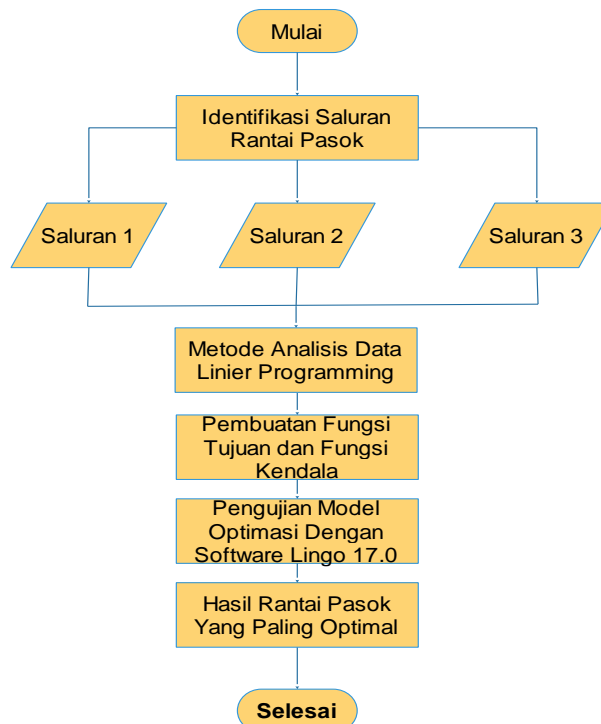 Mulai
Identifikasi Saluran
Rantai Pasok
Saluran 1
Saluran 2
Saluran 3
Metode Analisis Data
Linier Programming
Pembuatan Fungsi
Tujuan dan Fungsi
Kendala
Pengujian Model
Optimasi Dengan
Software Lingo 17.0
Hasil Rantai Pasok
Yang Paling Optimal
Selesai